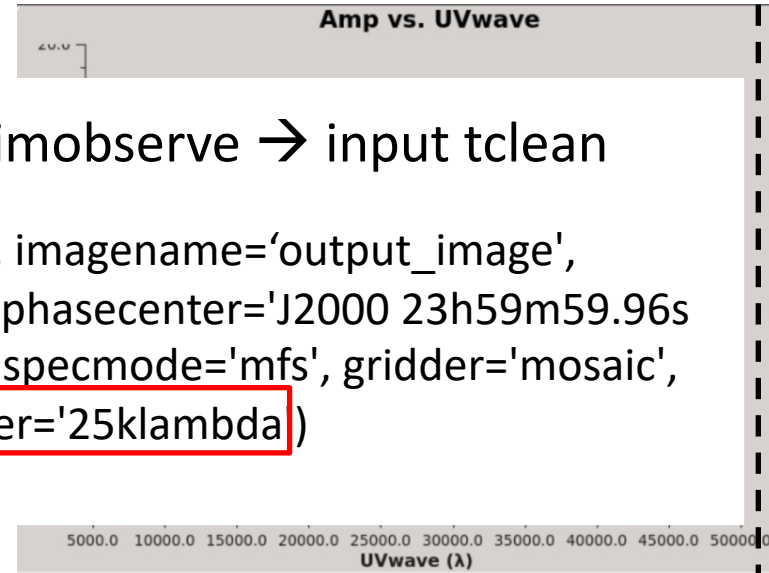 Amp vs. UVwave
20.0
imobserve → input tclean
imagename=‘output_image',
phasecenter='J2000 23h59m59.96s
specmode='mfs', gridder='mosaic',
er='25klambda')
5000.0 10000.0 15000.0 20000.0 25000.0 30000.0 35000.0 40000.0 45000.0 50000.0
UVwave (λ)